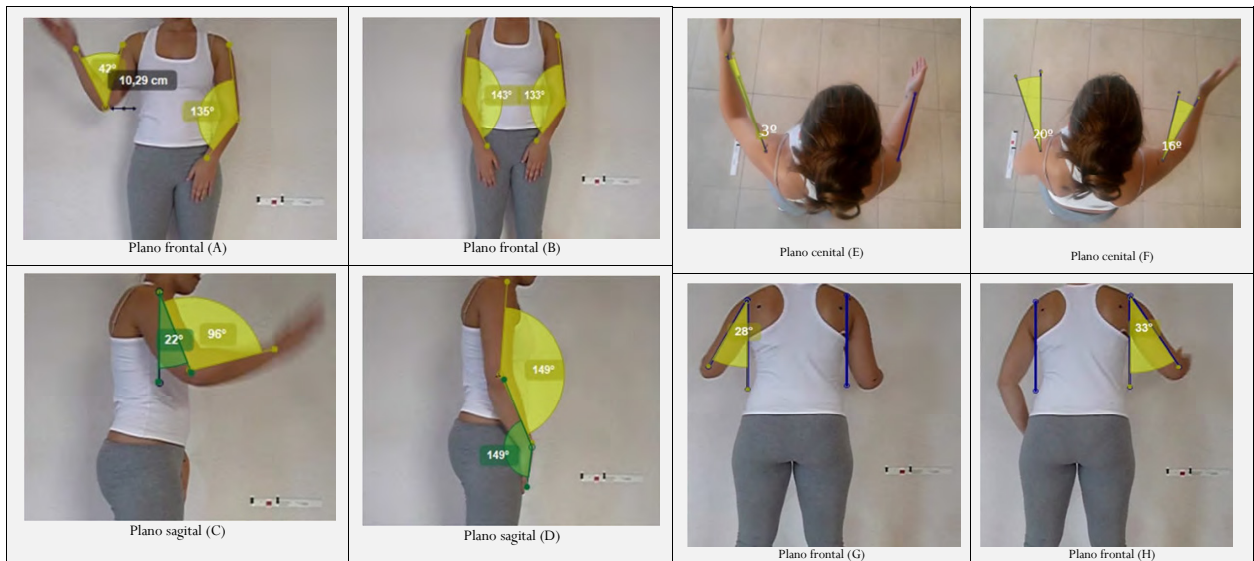 42º
10,29 cm
135º
Plano frontal (A)
143º
133º
Plano frontal (B)
3º
Plano cenital (E)
20º
16º
Plano cenital (F)
22º
96º
Plano sagital (C)
149º
149º
Plano sagital (D)
28º
Plano frontal (G)
33º
Plano frontal (H)